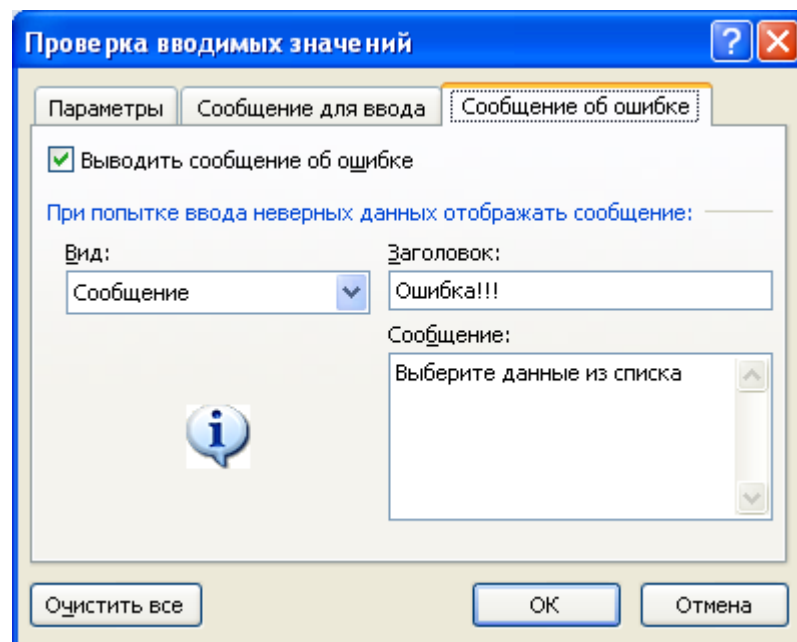 Проверка вводимых значений
Параметры
Сообщение для ввода
Сообщение об ошибке
Выводить сообщение об ошибке
При попытке ввода неверных данных отображать сообщение:
Вид:
Заголовок:
Сообщение
Ошибка!!!
Сообщение:
Выберите данные из списка
Очистить все
ОК
Отмена